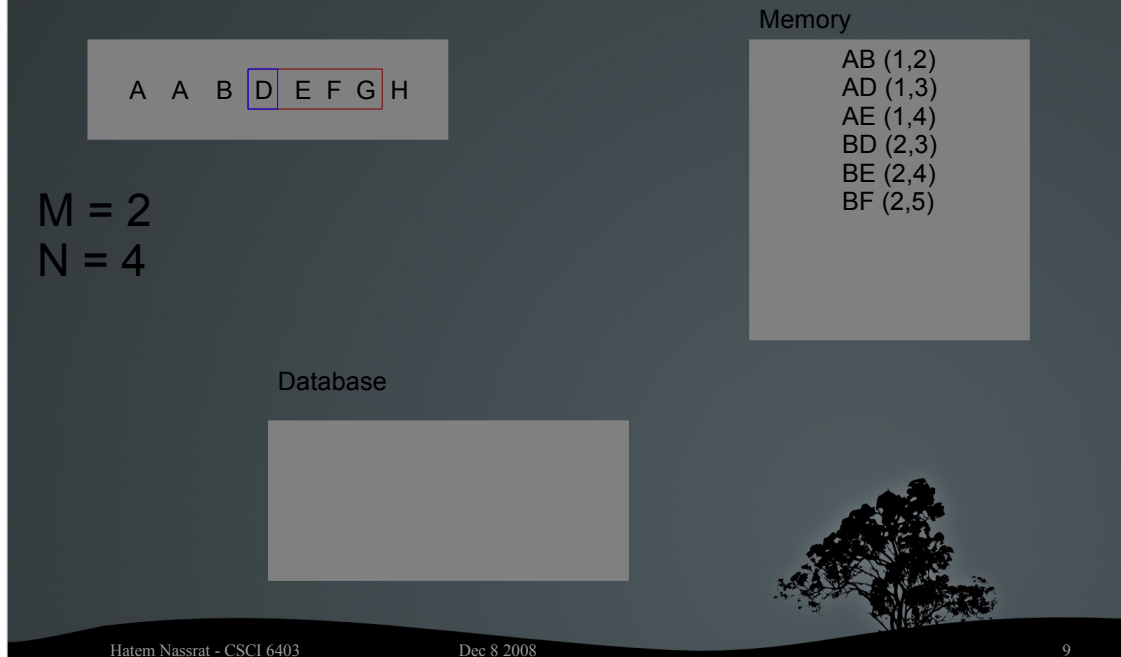 Memory
A A B D E F G H
AB (1,2)
AD (1,3)
AE (1,4)
BD (2,3)
BE (2,4)
BF (2,5)
M = 2
N = 4
Database
Hatem Nassrat - CSCI 6403 Dec 8 2008 9